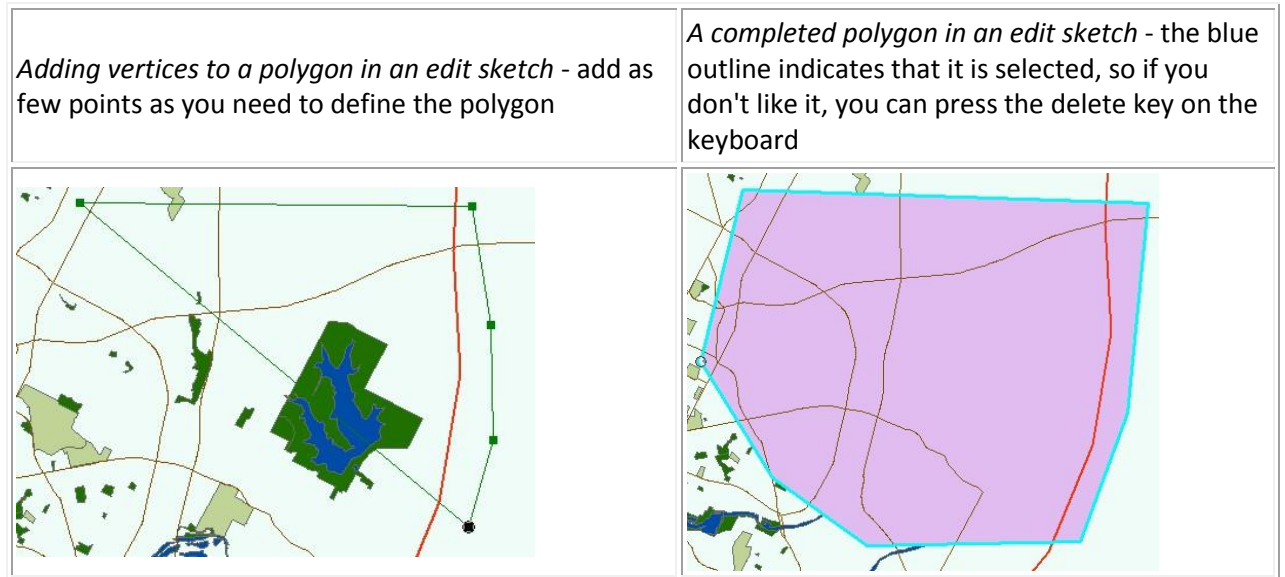 Adding vertices to a polygon in an edit sketch - add as
few points as you need to define the polygon
A completed polygon in an edit sketch - the blue
outline indicates that it is selected, so if you
don't like it, you can press the delete key on the
keyboard